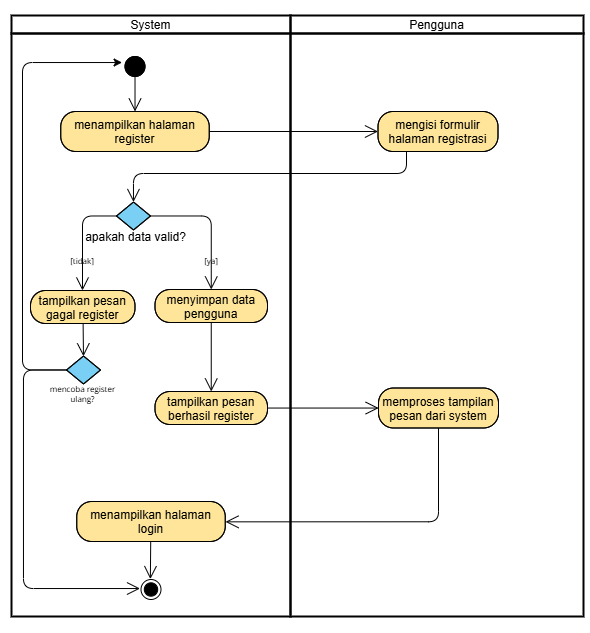 System
Pengguna
menampilkan halaman
register
mengisi formulir
halaman registrasi
apakah data valid?
[tidak]
[ya]
tampilkan pesan
gagal register
menyimpan data
pengguna
mencoba register
ulang?
tampilkan pesan
berhasil register
memproses tampilan
pesan dari system
menampilkan halaman
login